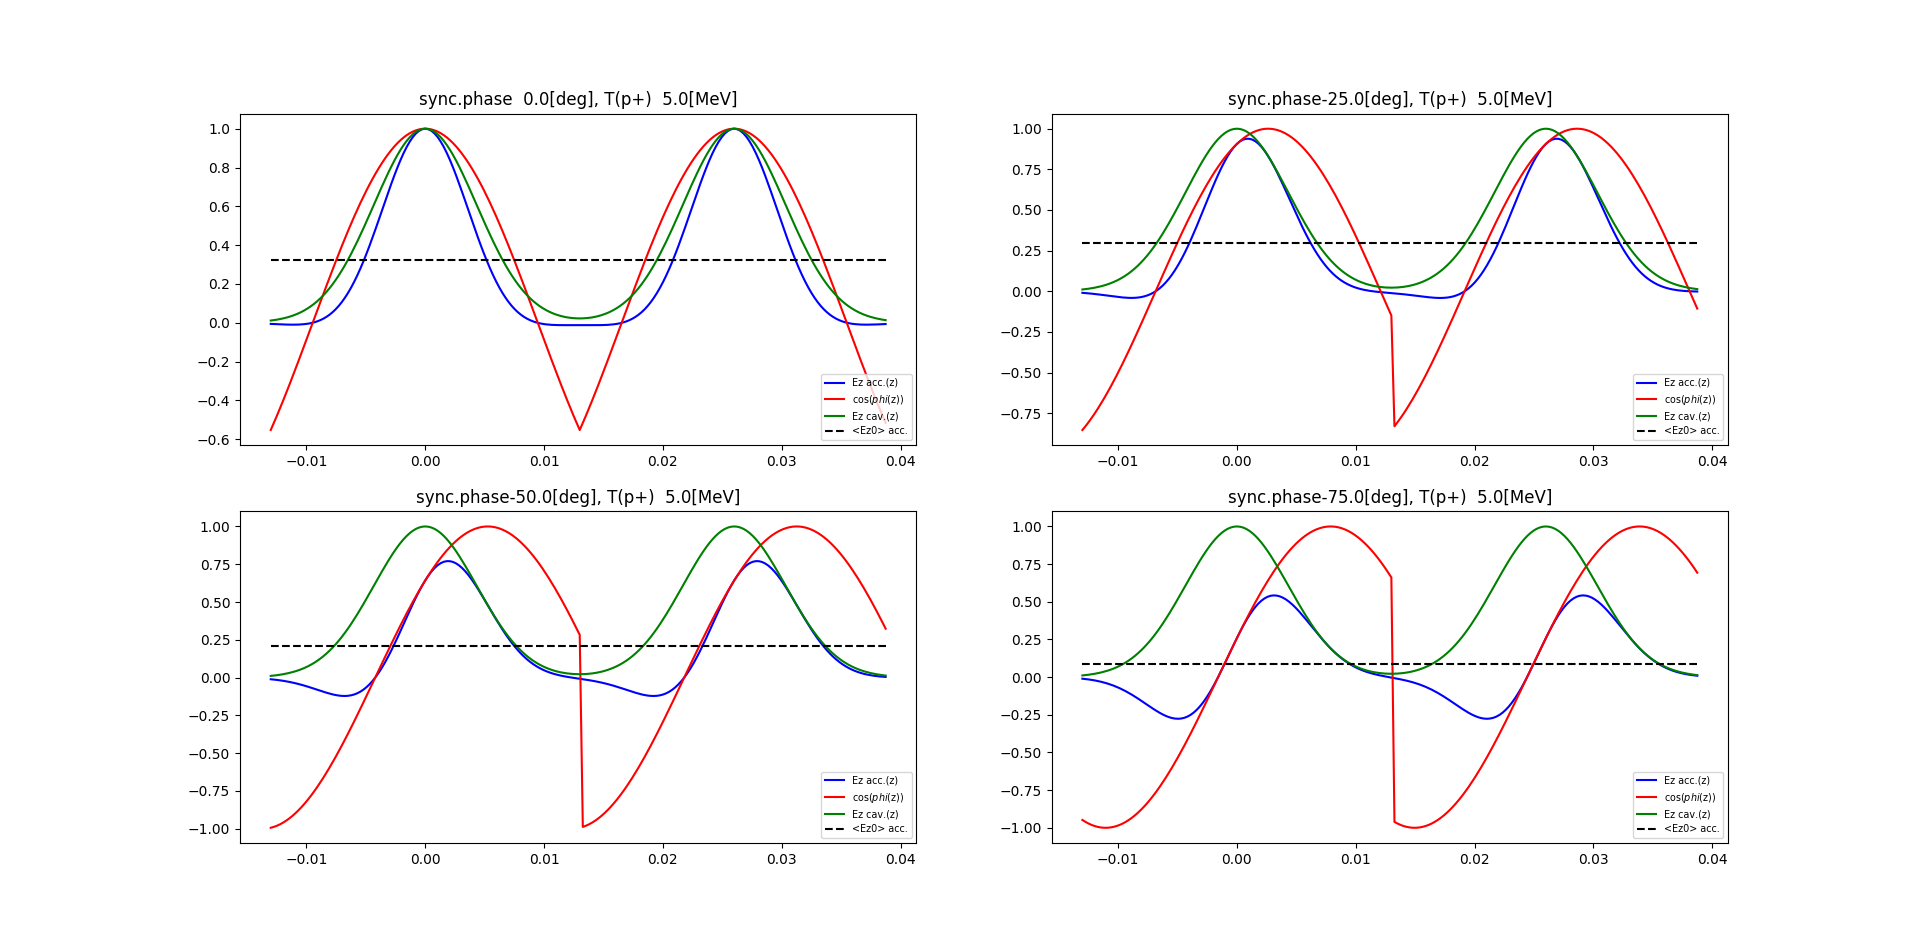 sync.phase  0.0[deg], T(p+)  5.0[MeV]
1.0
0.8
0.6
0.4
0.2
0.0
−0.2
−0.4
−0.6
−0.01
0.00
0.01
0.02
0.03
0.04
Ez acc.(z)
cos(phi(z))
Ez cav.(z)
<Ez0> acc.
sync.phase-25.0[deg], T(p+)  5.0[MeV]
1.00
0.75
0.50
0.25
0.00
−0.25
−0.50
−0.75
−0.01
0.00
0.01
0.02
0.03
0.04
Ez acc.(z)
cos(phi(z))
Ez cav.(z)
<Ez0> acc.
sync.phase-50.0[deg], T(p+)  5.0[MeV]
1.00
0.75
0.50
0.25
0.00
−0.25
−0.50
−0.75
−1.00
−0.01
0.00
0.01
0.02
0.03
0.04
Ez acc.(z)
cos(phi(z))
Ez cav.(z)
<Ez0> acc.
sync.phase-75.0[deg], T(p+)  5.0[MeV]
1.00
0.75
0.50
0.25
0.00
−0.25
−0.50
−0.75
−1.00
−0.01
0.00
0.01
0.02
0.03
0.04
Ez acc.(z)
cos(phi(z))
Ez cav.(z)
<Ez0> acc.